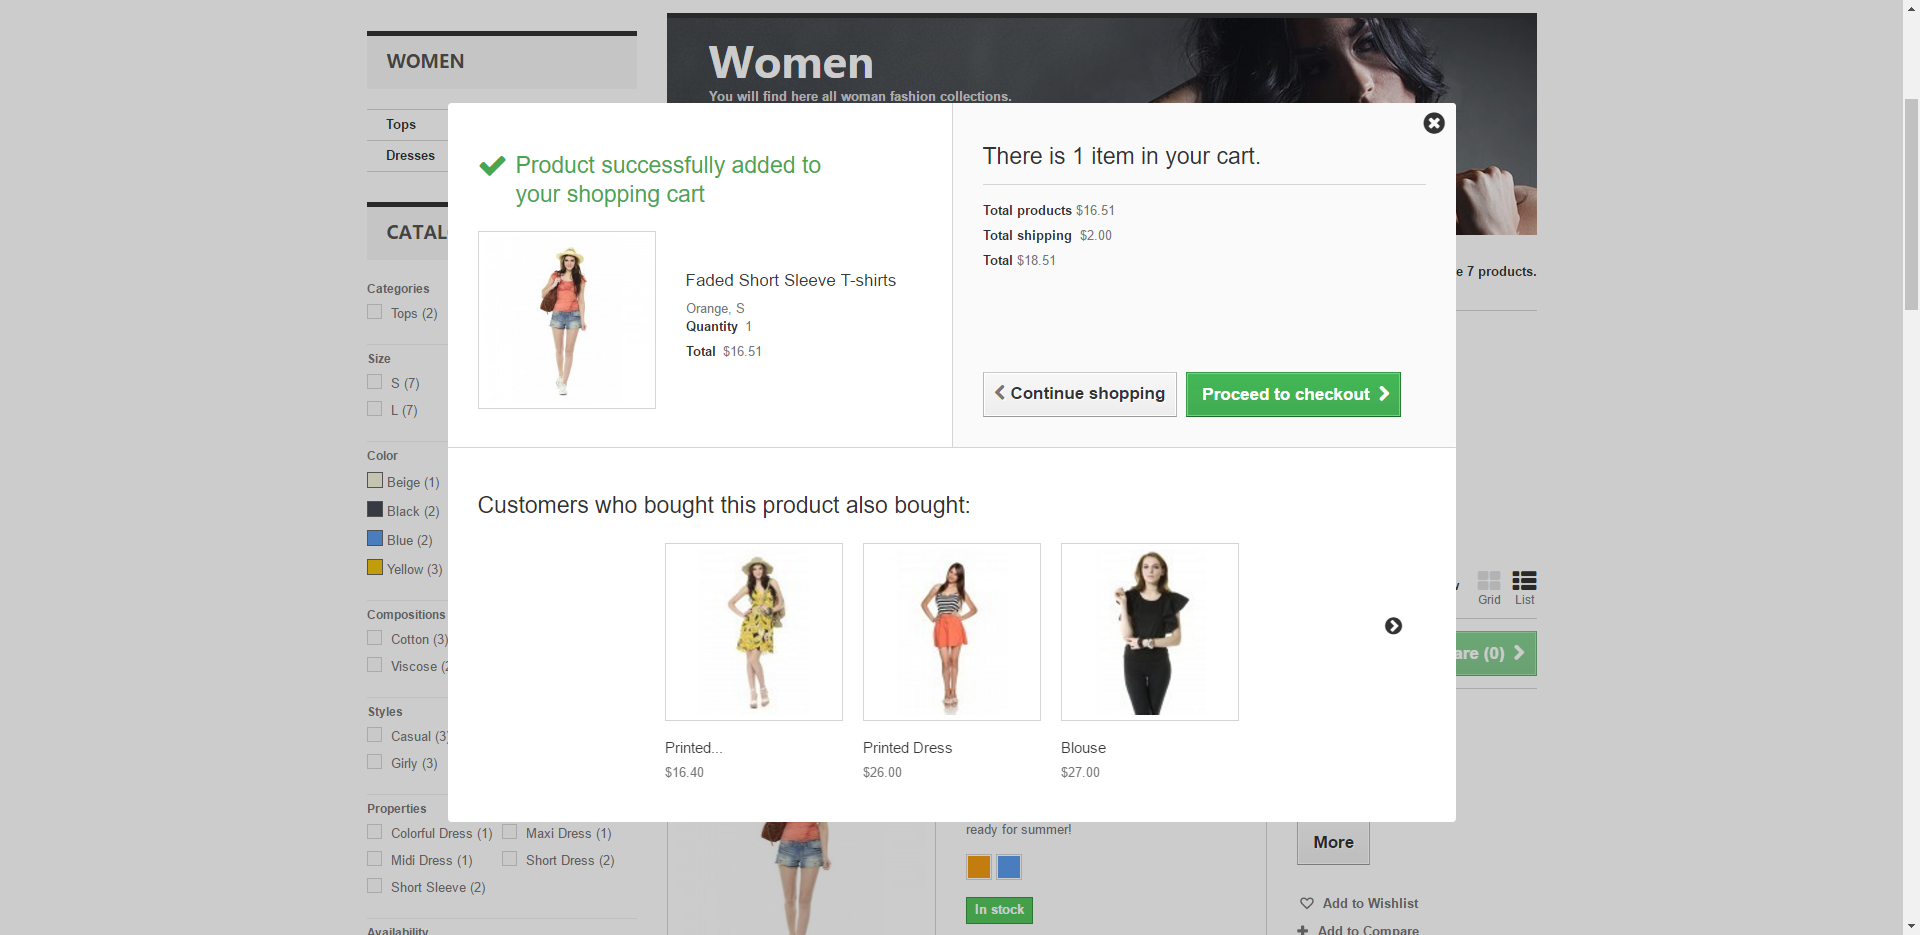 WOMEN
Tops
Dresses
CATAL
Categories
Tops (2)
Size
S (7)
L (7)
Color
Beige (1)
Black (2)
Blue (2)
Yellow (3)
Compositions
Cotton (3)
Viscose (2
Styles
Casual (3)
Girly (3)
Properties
Colorful Dress (1)
Maxi Dress (1)
Midi Dress (1)
Short Dress (2)
Short Sleeve (2)
Availability
Women
You will find here all woman fashion collections.
Product successfully added to
your shopping cart
Faded Short Sleeve T-shirts
Orange, S
Quantity 1
Total $16.51
There is 1 item in your cart.
Total products $16.51
Total shipping $2.00
Total $18.51
Continue shopping
Proceed to checkout
Customers who bought this product also bought:
Printed...
$16.40
Printed Dress
$26.00
Blouse
$27.00
e 7 products.
Grid
List
are (0)
ready for summer!
In stock
More
Add to Wishlist
Add to Compare